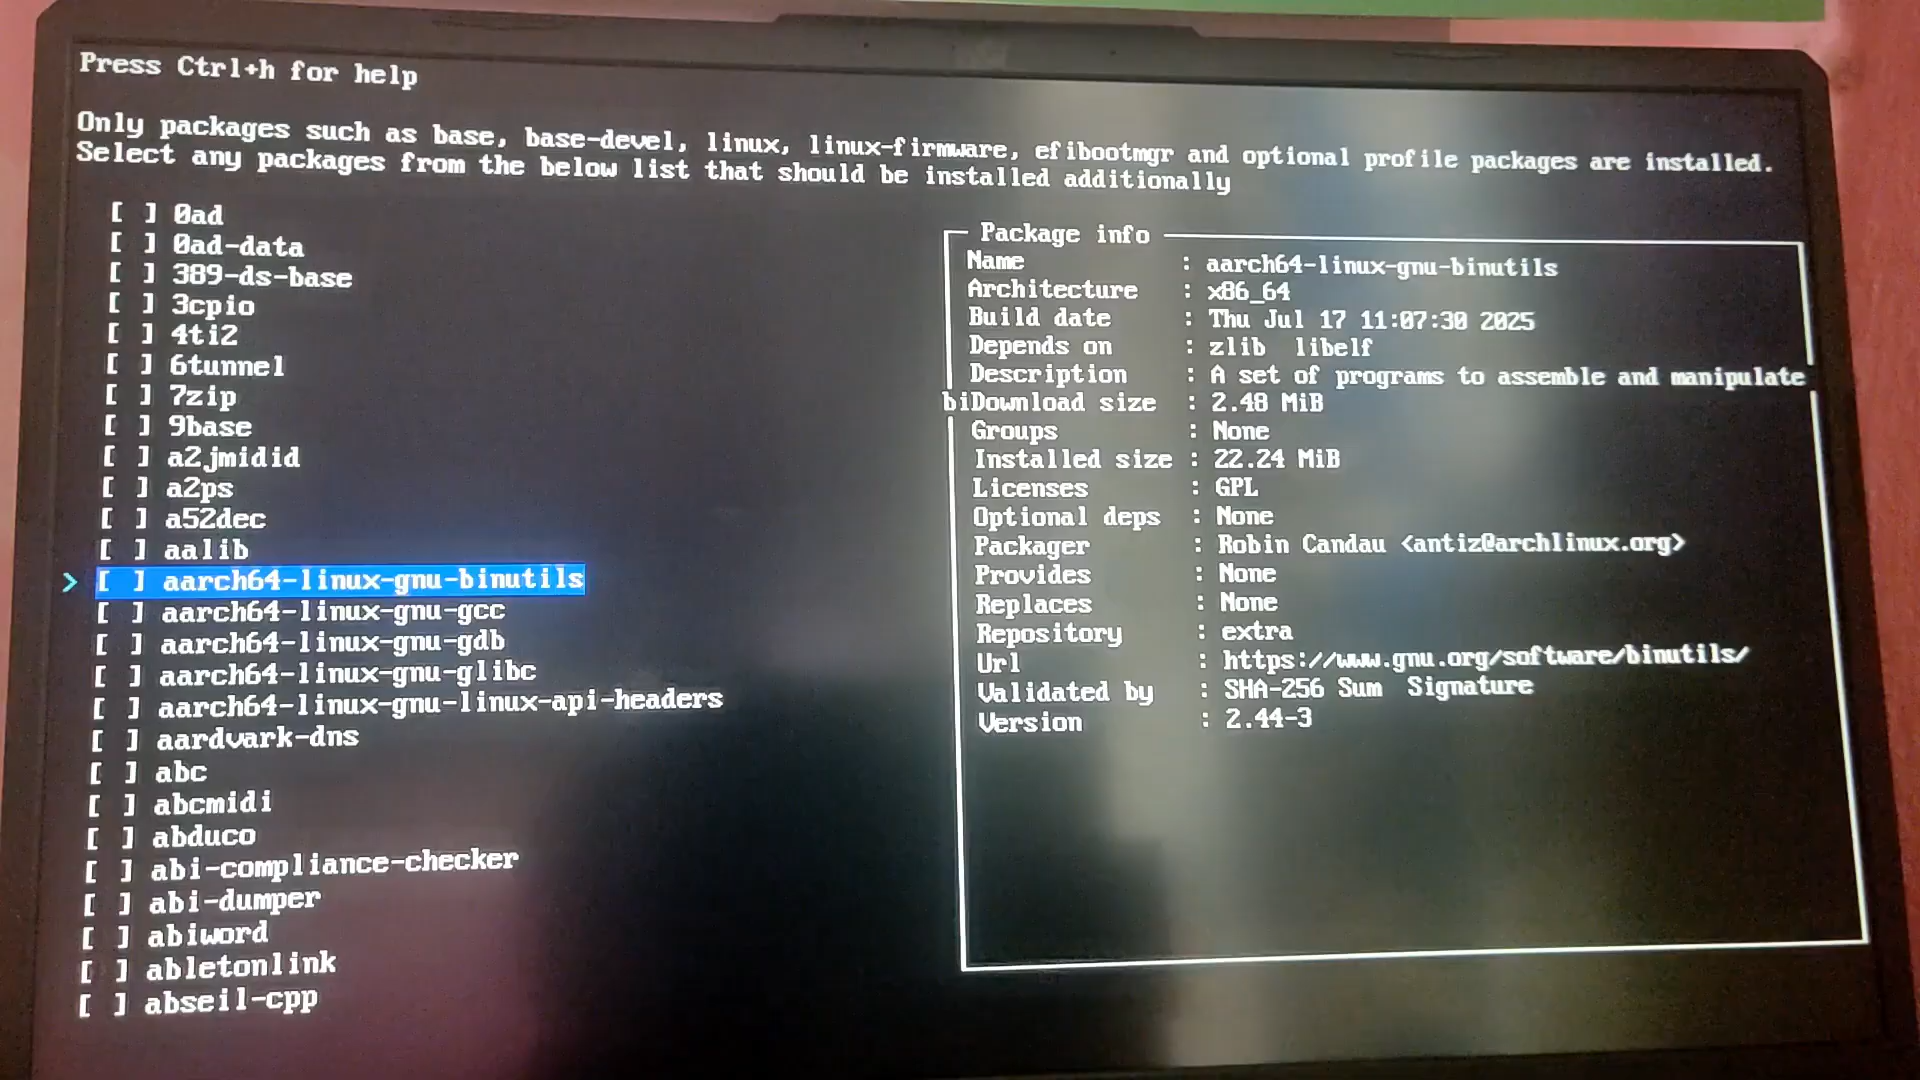 Press Ctrl+h for help
Only packages such as base, base-devel, linux, linux-firmware, efibootmgr and optional profile packages are installed.
Select any packages from the below list that should be installed additionally
[ ] 0ad
[ ] 0ad-data
[ ] 389-ds-base
[ ] 3cpio
[ ] 4ti2
[ ] 6tunnel
[ ] 7zip
[ ] 9base
[ ] a2jmidid
[ ] a2ps
[ ] a52dec
[ ] aalib
> [ ] aarch64-linux-gnu-binutils
[ ] aarch64-linux-gnu-gcc
[ ] aarch64-linux-gnu-gdb
[ ] aarch64-linux-gnu-glibc
[ ] aarch64-linux-gnu-linux-api-headers
[ ] aardvark-dns
[ ] abc
[ ] abcmidi
[ ] abduco
[ ] abi-compliance-checker
[ ] abi-dumper
[ ] abiword
[ ] abletonlink
[ ] abseil-cpp
Package info
Name : aarch64-linux-gnu-binutils
Architecture : x86_64
Build date : Thu Jul 17 11:07:30 2025
Depends on : zlib libelf
Description : A set of programs to assemble and manipulate
biDownload size : 2.48 MiB
Groups : None
Installed size : 22.24 MiB
Licenses : GPL
Optional deps : None
Packager : Robin Candau <antiz@archlinux.org>
Provides : None
Replaces : None
Repository : extra
Url : https://www.gnu.org/software/binutils/
Validated by : SHA-256 Sum Signature
Version : 2.44-3